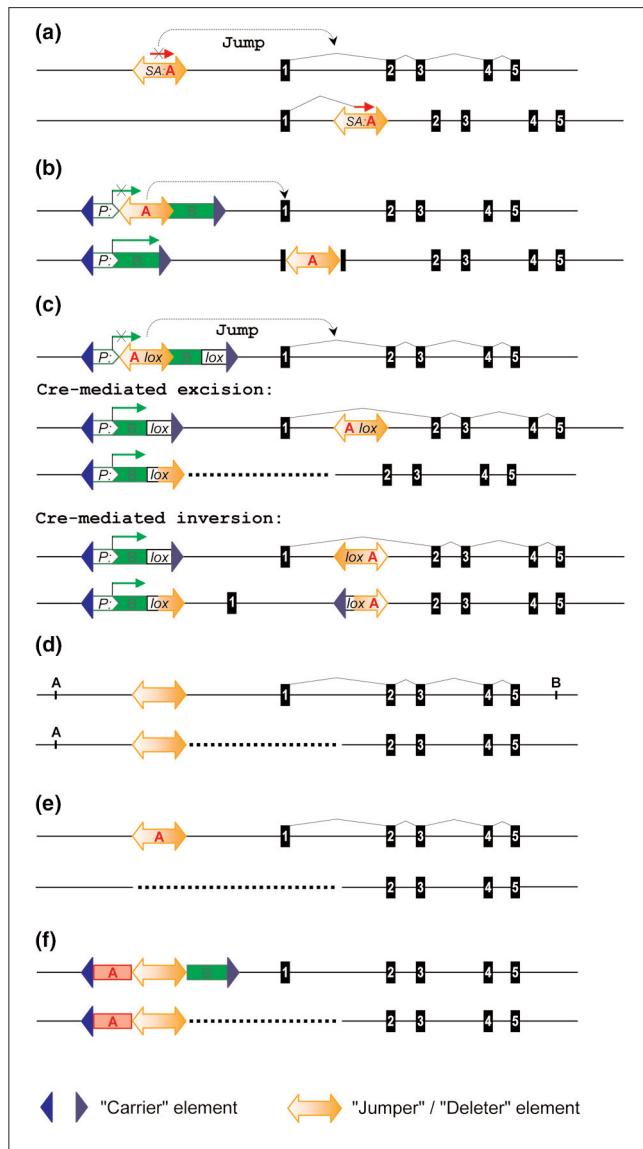 (a)
Jump
SA:A
1 2 3 4 5
1 SA:A 2 3 4 5
(b)
P: A B 1 2 3 4 5
P: B A 2 3 4 5
(c)
Jump
P: A lox lox 1 2 3 4 5
Cre-mediated excision:
P: B lox 1 A lox 2 3 4 5
P: B lox 2 3 4 5
Cre-mediated inversion:
P: B lox 1 lox A 2 3 4 5
P: B lox 1 lox A 2 3 4 5
(d)
A 1 2 3 4 5 B
A 2 3 4 5
(e)
A 1 2 3 4 5
2 3 4 5
(f)
A B 1 2 3 4 5
A 2 3 4 5
"Carrier" element "Jumper" / "Deleter" element